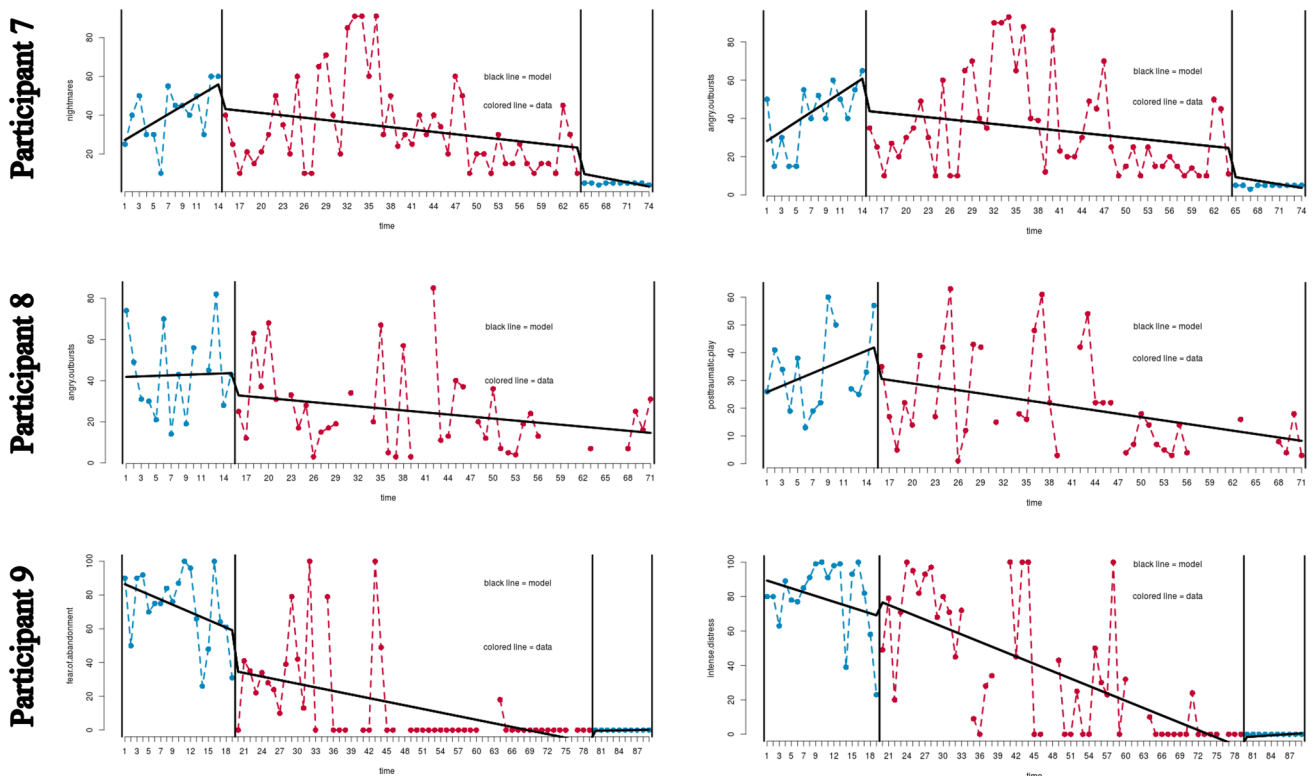 Participant 7
nightmares
20 40 60 80
black line = model
colored line = data
1 3 5 7 9 11 14 17 20 23 26 29 32 35 38 41 44 47 50 53 56 59 62 65 68 71 74
time
angry.outbursts
0 20 40 60 80
black line = model
colored line = data
1 3 5 7 9 11 14 17 20 23 26 29 32 35 38 41 44 47 50 53 56 59 62 65 68 71 74
time
Participant 8
angry.outbursts
0 20 40 60 80
black line = model
colored line = data
1 3 5 7 9 11 14 17 20 23 26 29 32 35 38 41 44 47 50 53 56 59 62 65 68 71
time
posttraumatic.play
0 10 20 30 40 50 60
black line = model
colored line = data
1 3 5 7 9 11 14 17 20 23 26 29 32 35 38 41 44 47 50 53 56 59 62 65 68 71
time
Participant 9
fear.of.abandonment
0 20 40 60 80 100
black line = model
colored line = data
1 3 5 7 9 12 15 18 21 24 27 30 33 36 39 42 45 48 51 54 57 60 63 66 69 72 75 78 81 84 87
time
intense.distress
0 20 40 60 80 100
black line = model
colored line = data
1 3 5 7 9 12 15 18 21 24 27 30 33 36 39 42 45 48 51 54 57 60 63 66 69 72 75 78 81 84 87
time